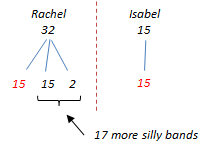 Rachel Isabel
32 15
15 15 2 15
17 more silly bands